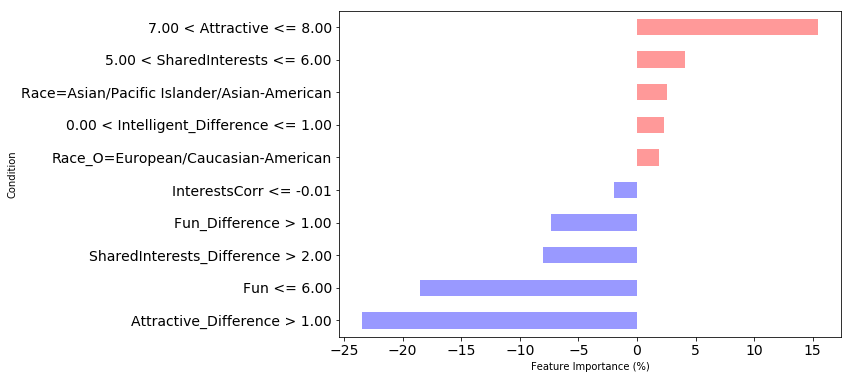 7.00 < Attractive <= 8.00
5.00 < SharedInterests <= 6.00
Race=Asian/Pacific Islander/Asian-American
0.00 < Intelligent_Difference <= 1.00
Race_O=European/Caucasian-American
InterestsCorr <= -0.01
Fun_Difference > 1.00
SharedInterests_Difference > 2.00
Fun <= 6.00
Attractive_Difference > 1.00
Condition
−25 −20 −15 −10 −5 0 5 10 15
Feature Importance (%)